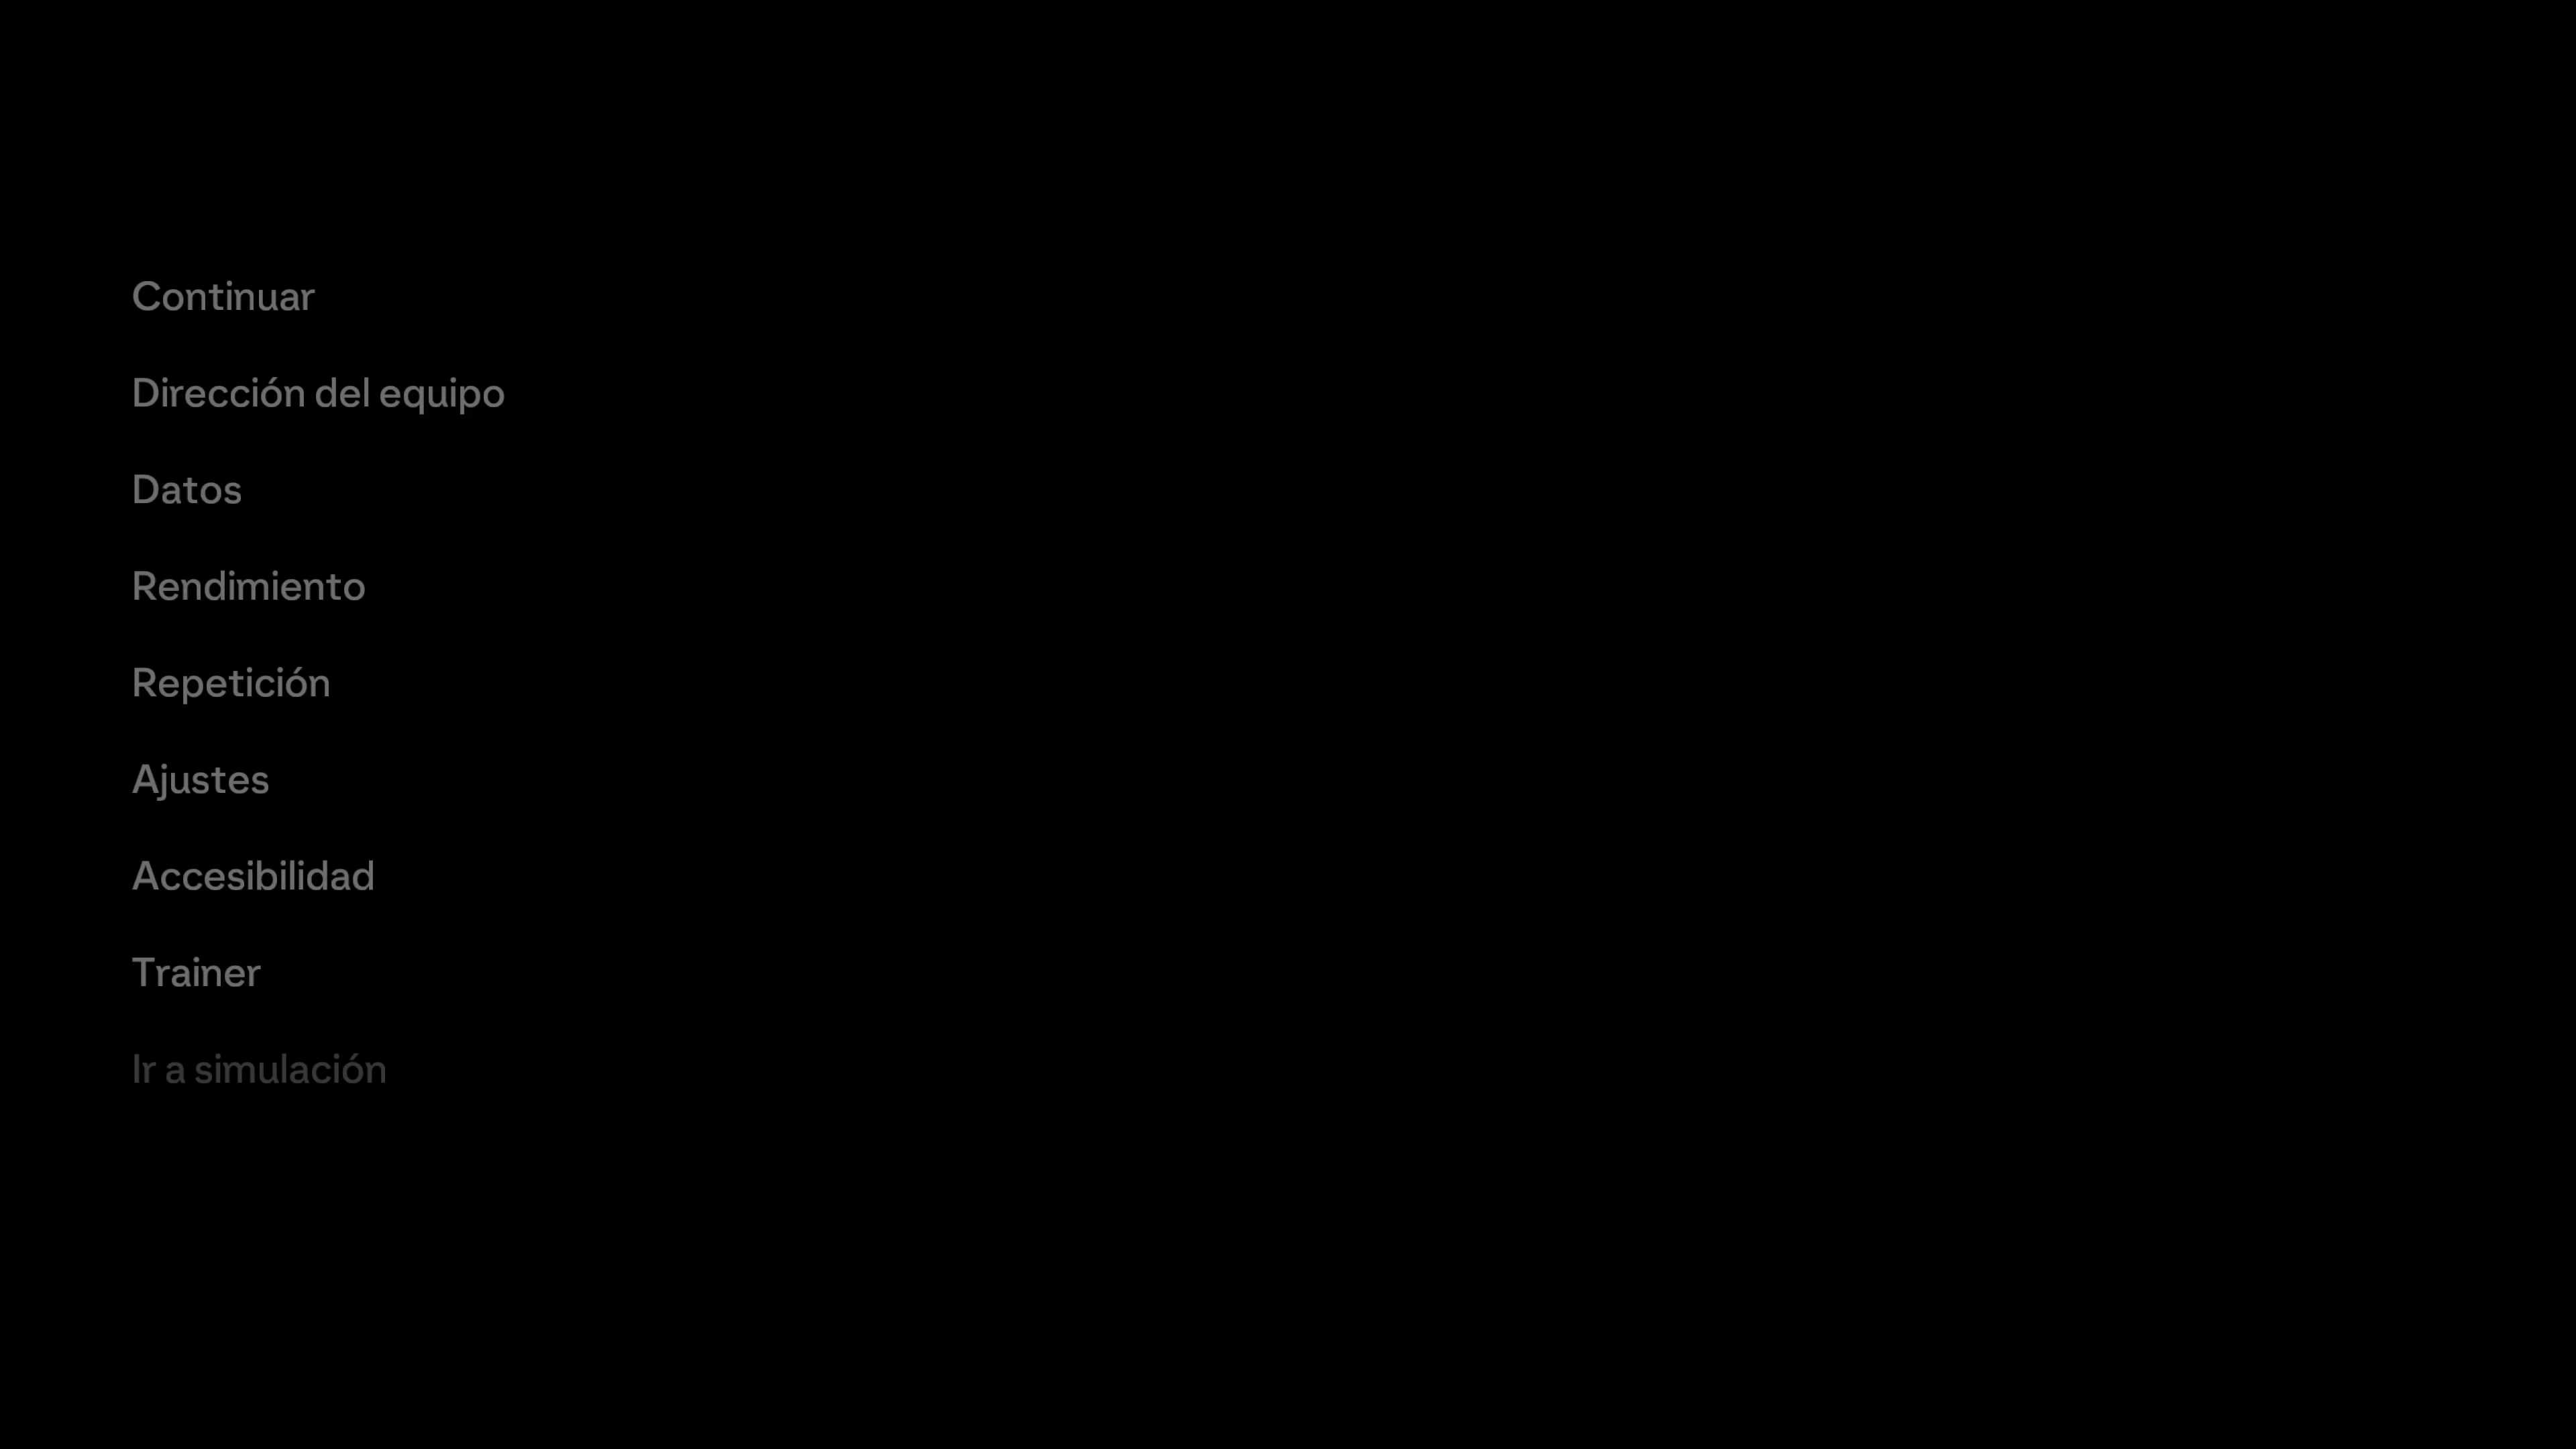 Continuar
Dirección del equipo
Datos
Rendimiento
Repetición
Ajustes
Accesibilidad
Trainer
Ir a simulación